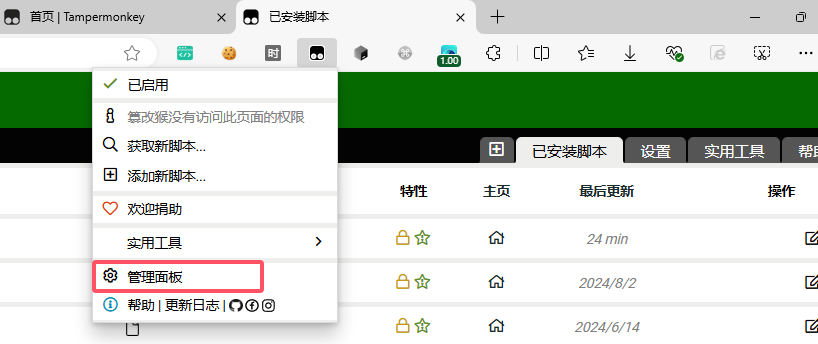 首页 | Tampermonkey
已安装脚本
时
1.00
已启用
篡改猴没有访问此页面的权限
获取新脚本...
添加新脚本...
欢迎捐助
实用工具
管理面板
帮助 | 更新日志 |
已安装脚本 设置 实用工具 帮助
特性 主页 最后更新 操作
24 min
2024/8/2
2024/6/14